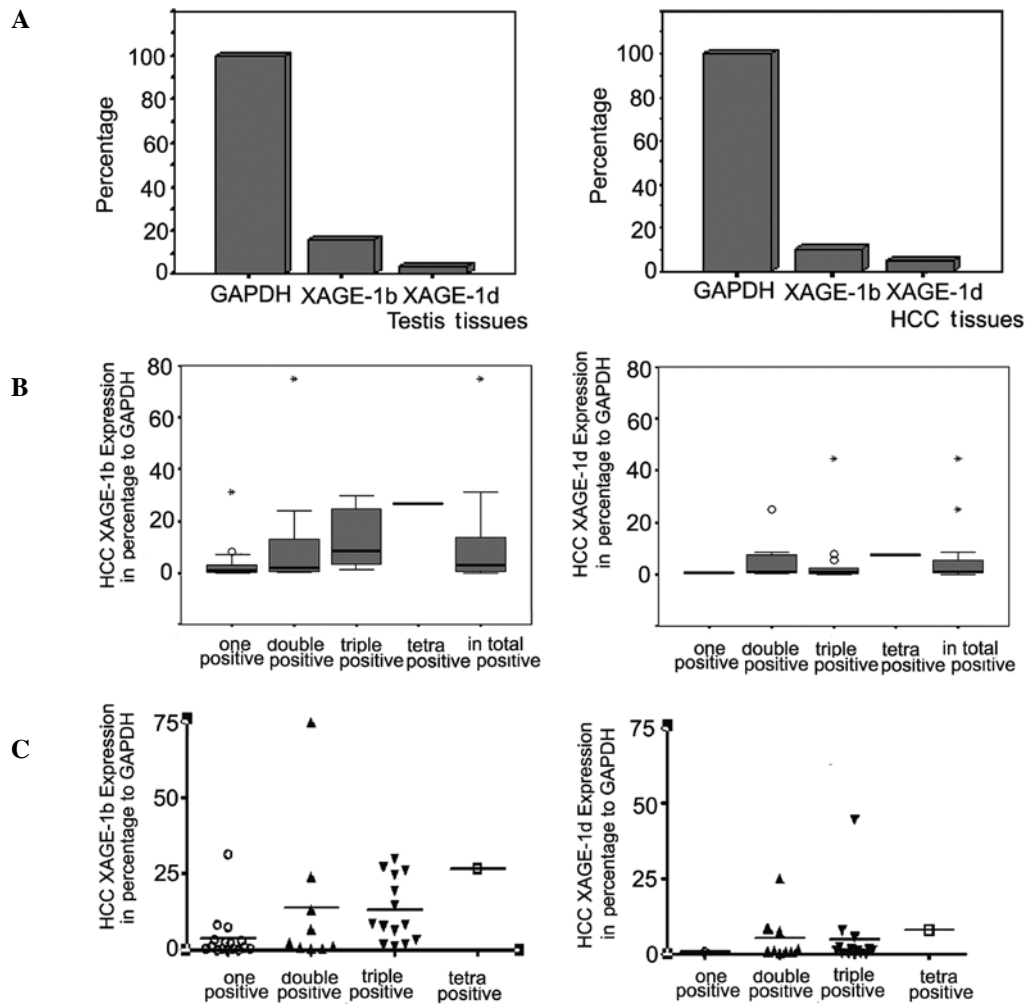 A
Percentage
100
80
60
40
20
0
GAPDH XAGE-1b XAGE-1d
Testis tissues
Percentage
100
80
60
40
20
0
GAPDH XAGE-1b XAGE-1d
HCC tissues
B
HCC XAGE-1b Expression
in percentage to GAPDH
80
60
40
20
0
one positive
double positive
triple positive
tetra positive
in total positive
HCC XAGE-1d Expression
in percentage to GAPDH
80
60
40
20
0
one positive
double positive
triple positive
tetra positive
in total positive
C
HCC XAGE-1b Expression
in percentage to GAPDH
75
50
25
0
one positive
double positive
triple positive
tetra positive
HCC XAGE-1d Expression
in percentage to GAPDH
75
50
25
0
one positive
double positive
triple positive
tetra positive